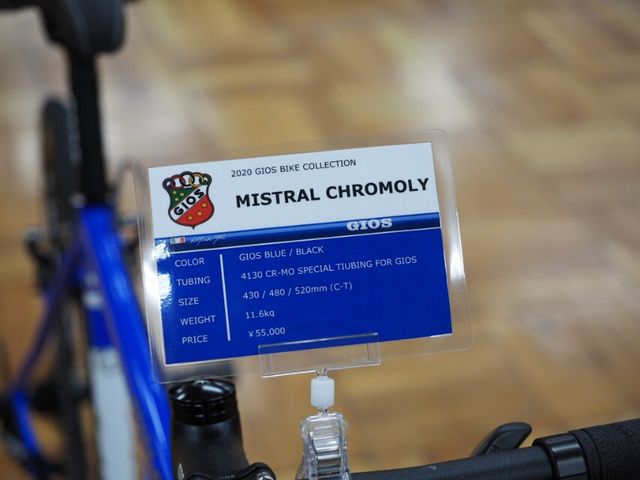 2020 GIOS BIKE COLLECTION
GIOS
MISTRAL CHROMOLY
GIOS
COLOR GIOS BLUE / BLACK
TUBING 4130 CR-MO SPECIAL TIUBING FOR GIOS
SIZE 430 / 480 / 520mm (C-T)
WEIGHT 11.6kg
PRICE ¥55,000